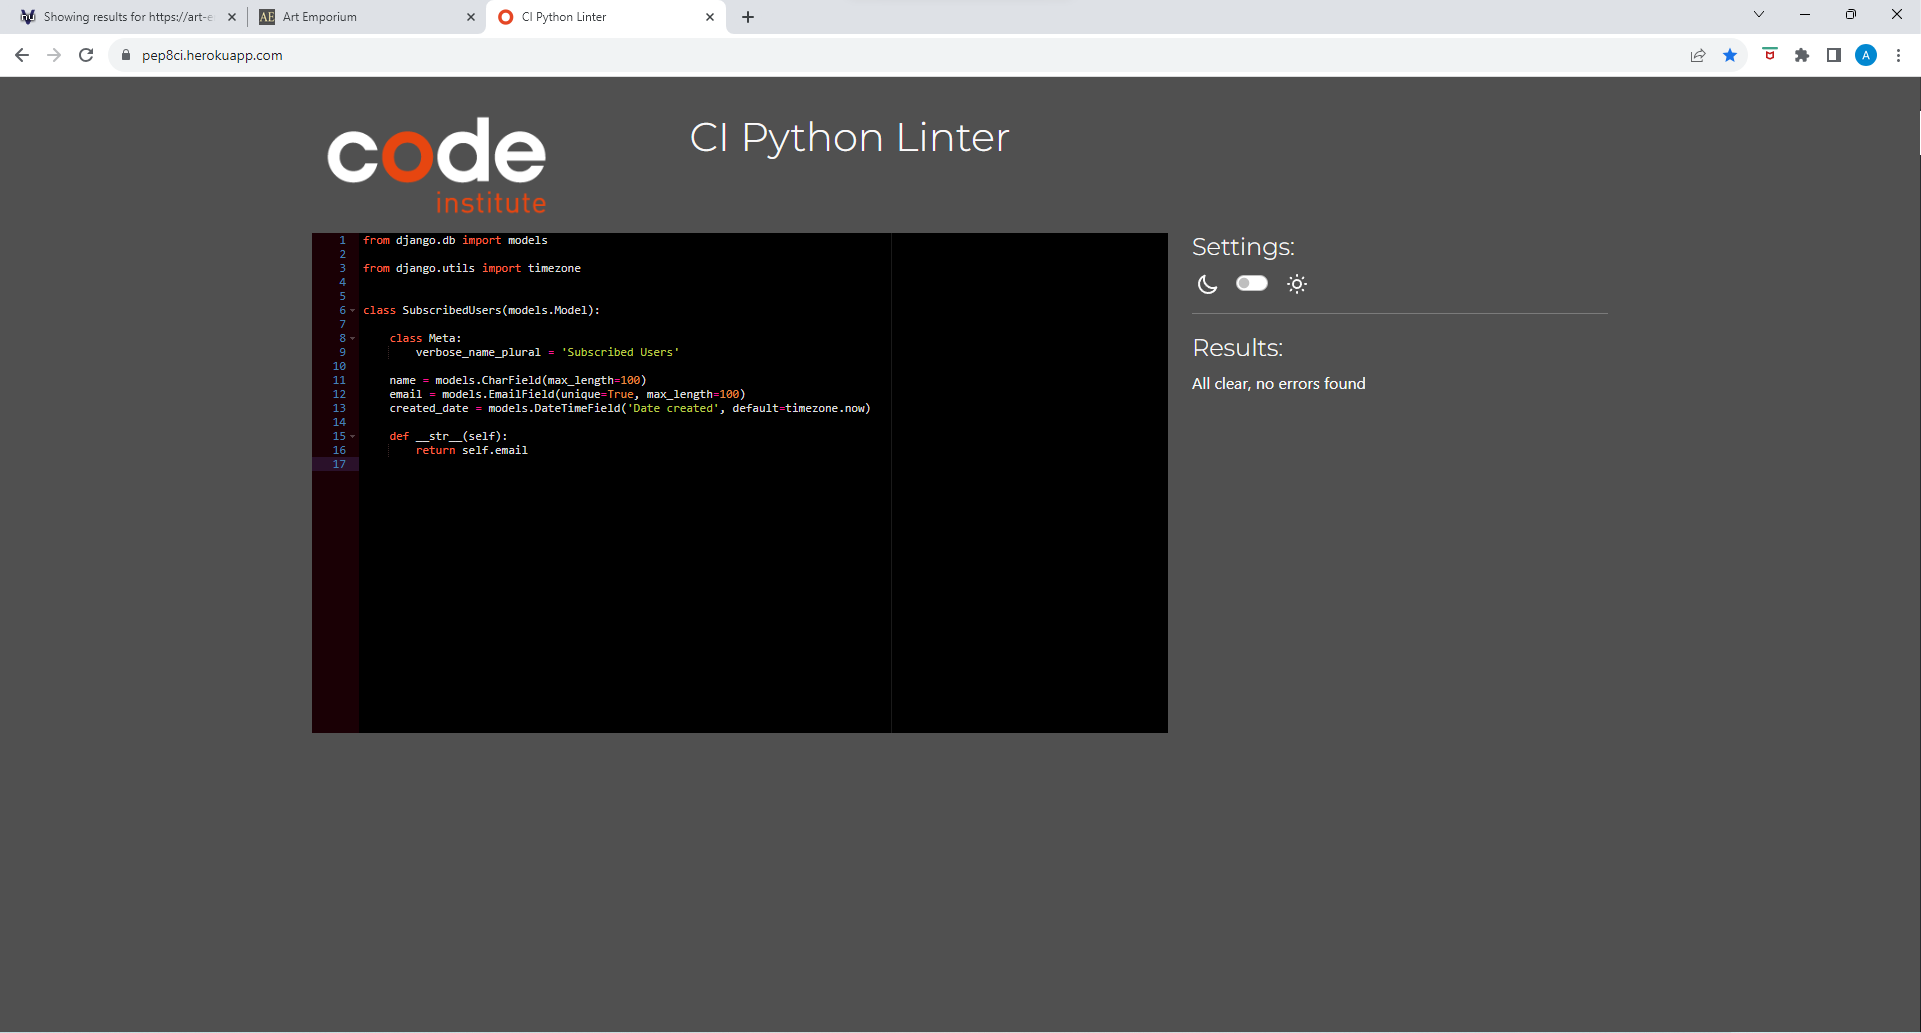 Showing results for https://art-e
Art Emporium
CI Python Linter
pep8ci.herokuapp.com
A
code
institute
CI Python Linter
1 from django.db import models
2
3 from django.utils import timezone
4
5
6 class SubscribedUsers(models.Model):
7
8     class Meta:
9         verbose_name_plural = 'Subscribed Users'
10
11     name = models.CharField(max_length=100)
12     email = models.EmailField(unique=True, max_length=100)
13     created_date = models.DateTimeField('Date created', default=timezone.now)
14
15     def __str__(self):
16         return self.email
17
Settings:
Results:
All clear, no errors found